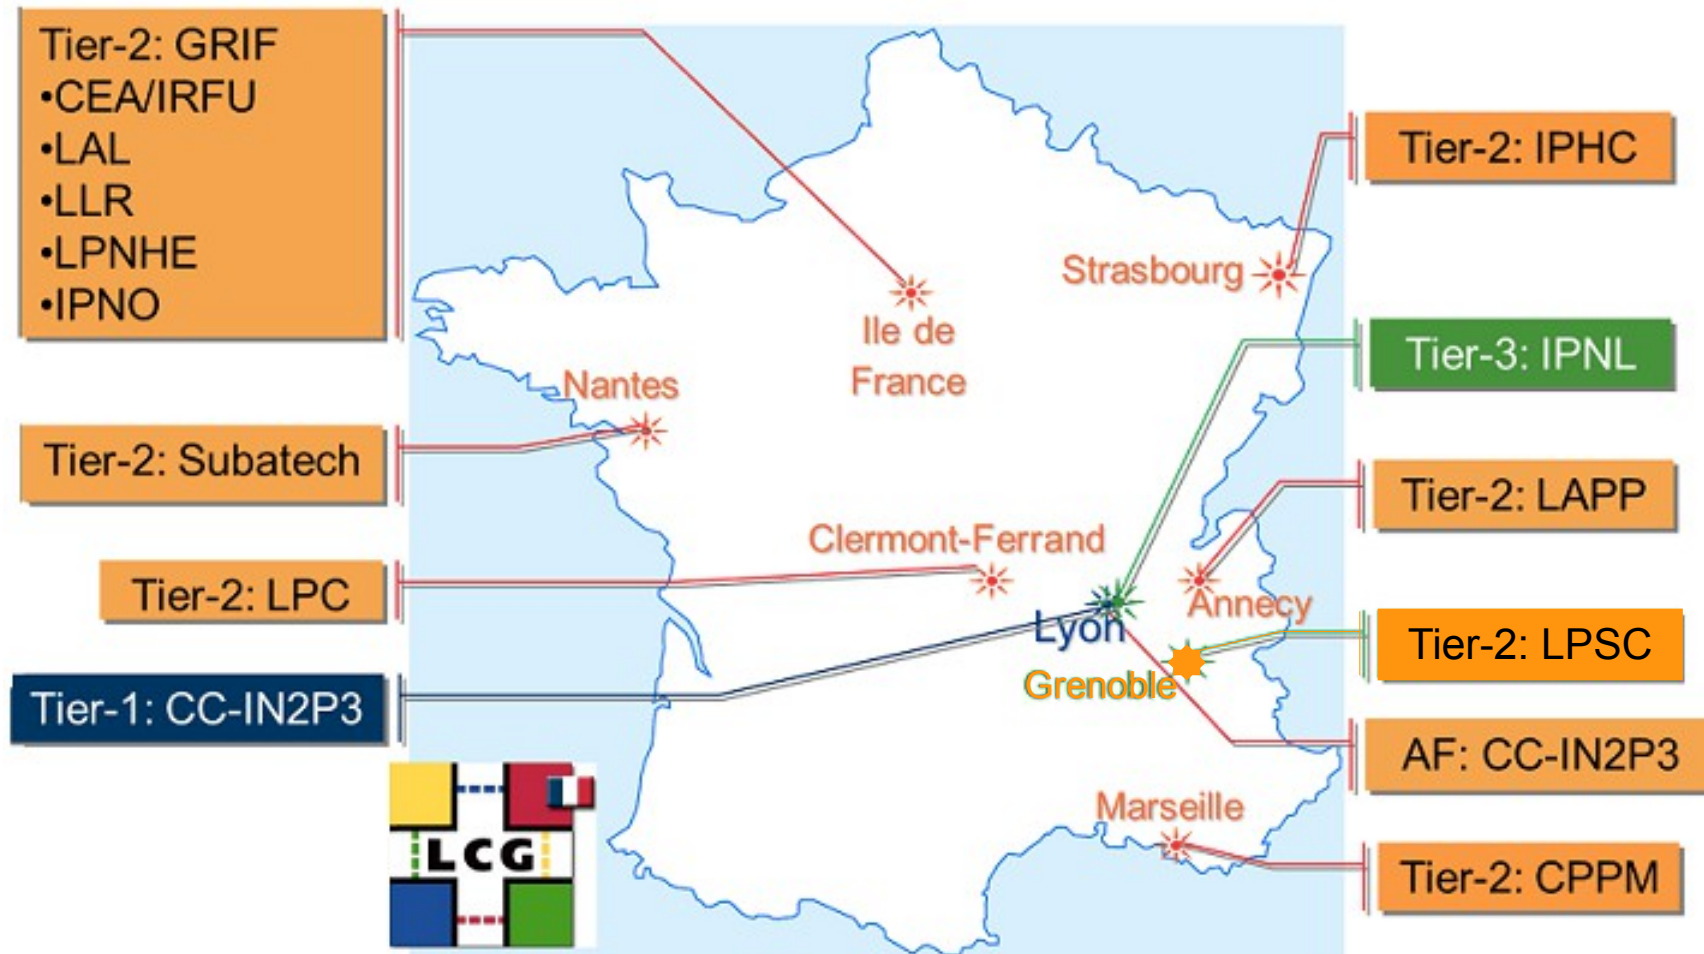 Tier-2: GRIF
•CEA/IRFU
•LAL
•LLR
•LPNHE
•IPNO
Tier-2: IPHC
Strasbourg
Ile de
France
Tier-3: IPNL
Nantes
Tier-2: Subatech
Tier-2: LAPP
Clermont-Ferrand
Tier-2: LPC
Annecy
Lyon
Tier-2: LPSC
Grenoble
Tier-1: CC-IN2P3
AF: CC-IN2P3
Marseille
LCG
Tier-2: CPPM